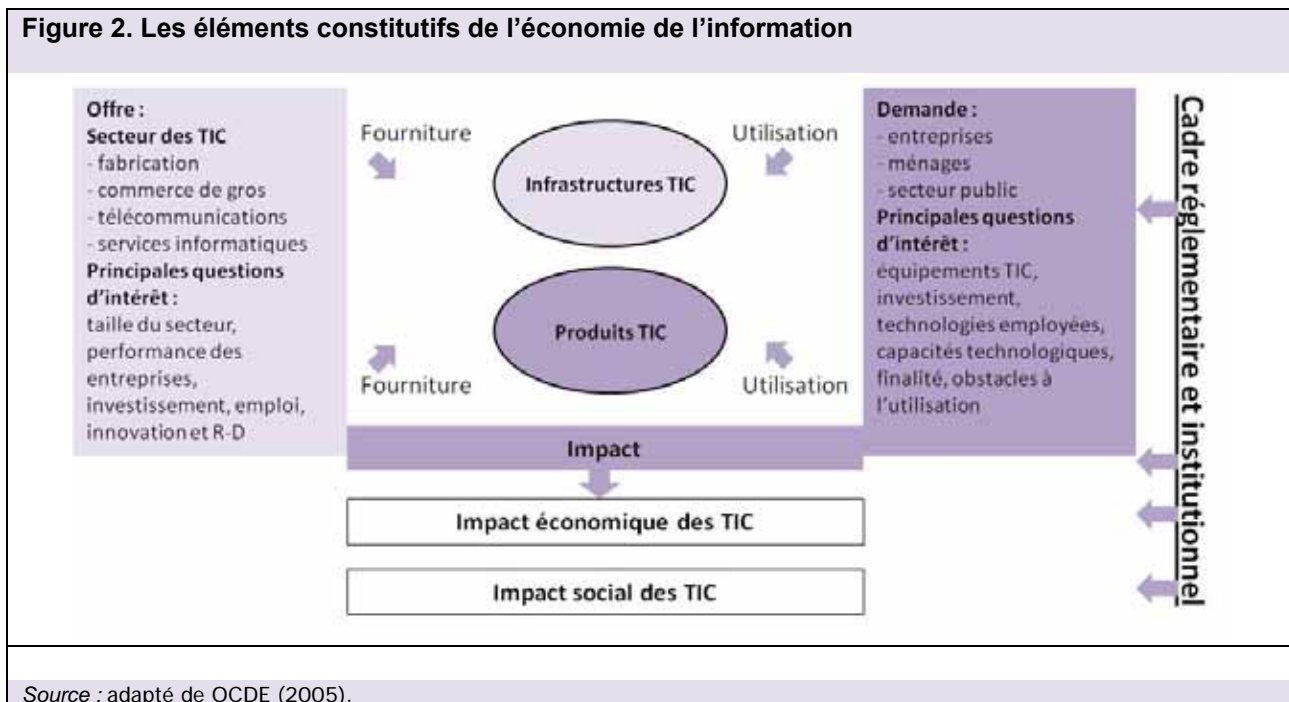 Figure 2. Les éléments constitutifs de l'économie de l'information
Offre :
Secteur des TIC
- fabrication
- commerce de gros
- télécommunications
- services informatiques
Principales questions
d'intérêt :
taille du secteur,
performance des
entreprises,
investissement, emploi,
innovation et R-D
Fourniture
Fourniture
Infrastructures TIC
Produits TIC
Utilisation
Utilisation
Demande :
- entreprises
- ménages
- secteur public
Principales questions
d'intérêt :
équipements TIC,
investissement,
technologies employées,
capacités technologiques,
finalité, obstacles à
l'utilisation
Cadre réglementaire et institutionnel
Impact
Impact économique des TIC
Impact social des TIC
Source : adapté de OCDE (2005).